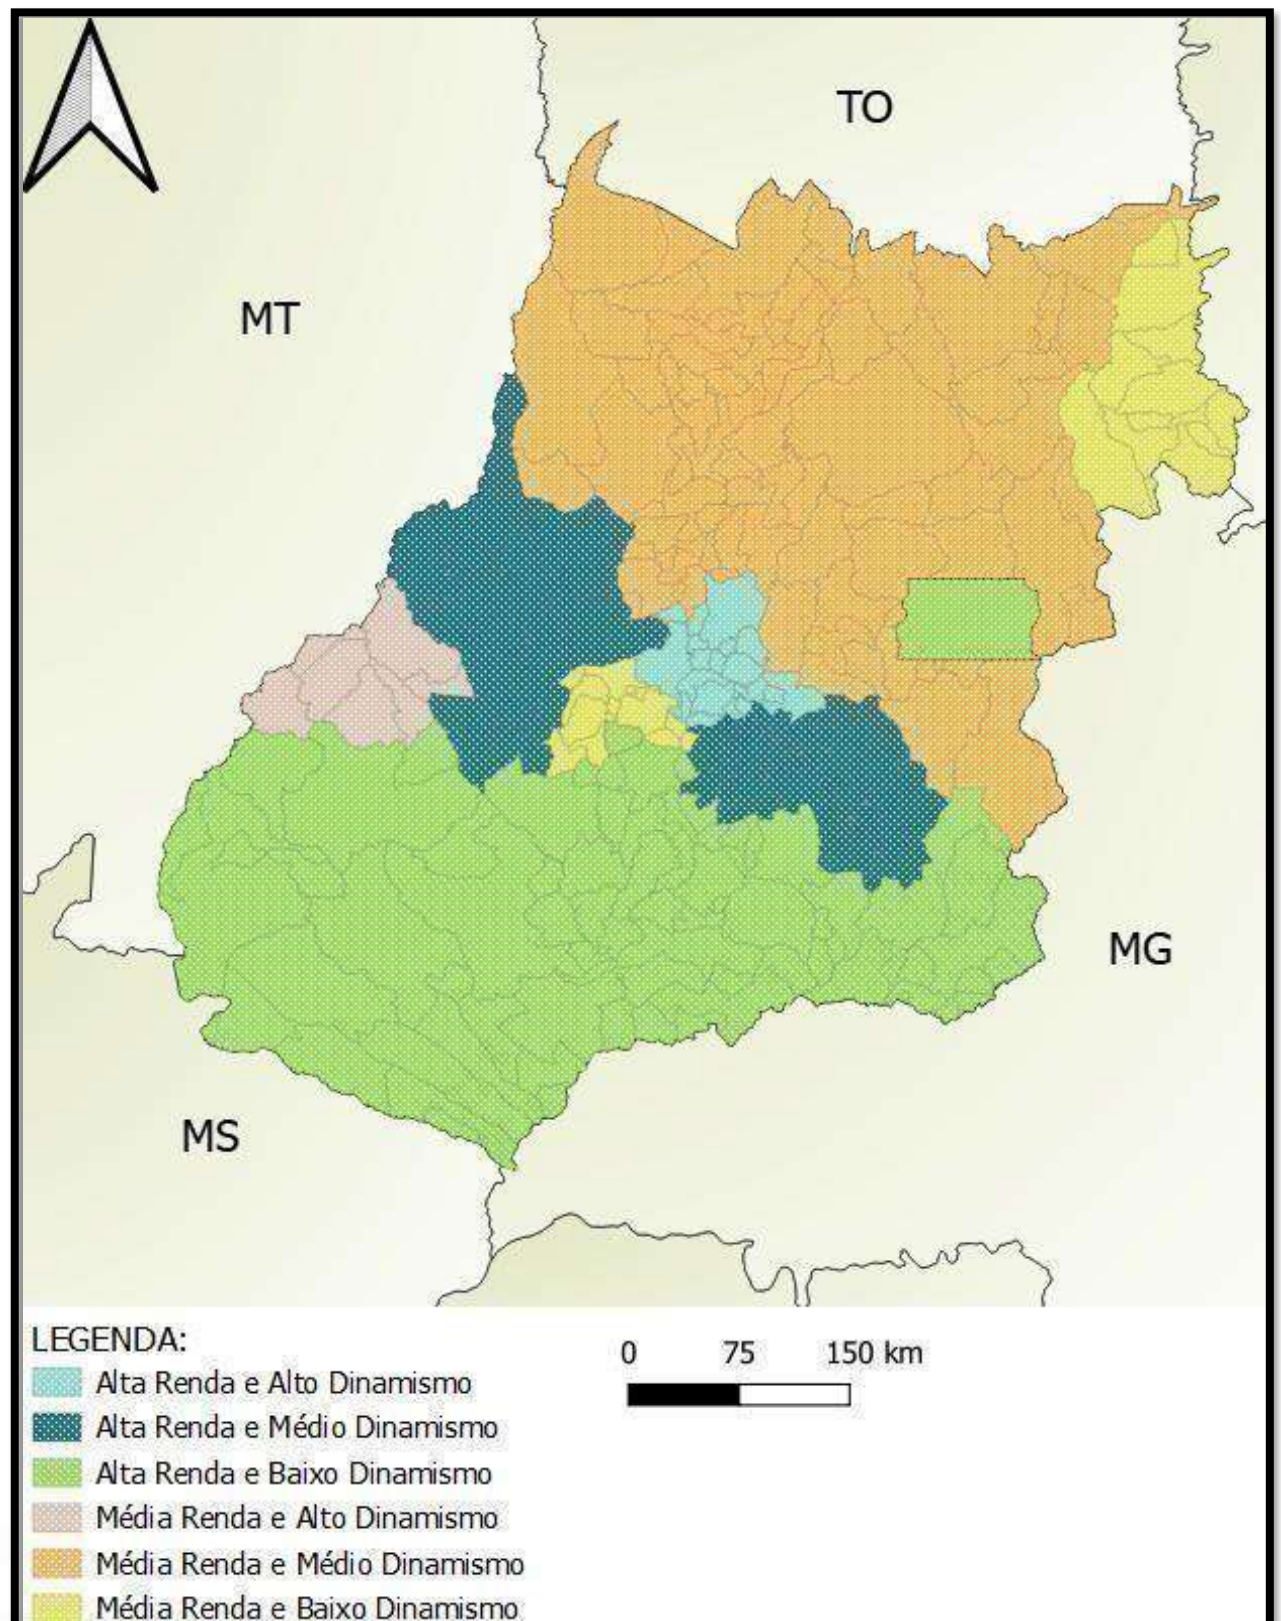 TO
MT
MG
MS
LEGENDA:
0 75 150 km
Alta Renda e Alto Dinamismo
Alta Renda e Médio Dinamismo
Alta Renda e Baixo Dinamismo
Média Renda e Alto Dinamismo
Média Renda e Médio Dinamismo
Média Renda e Baixo Dinamismo